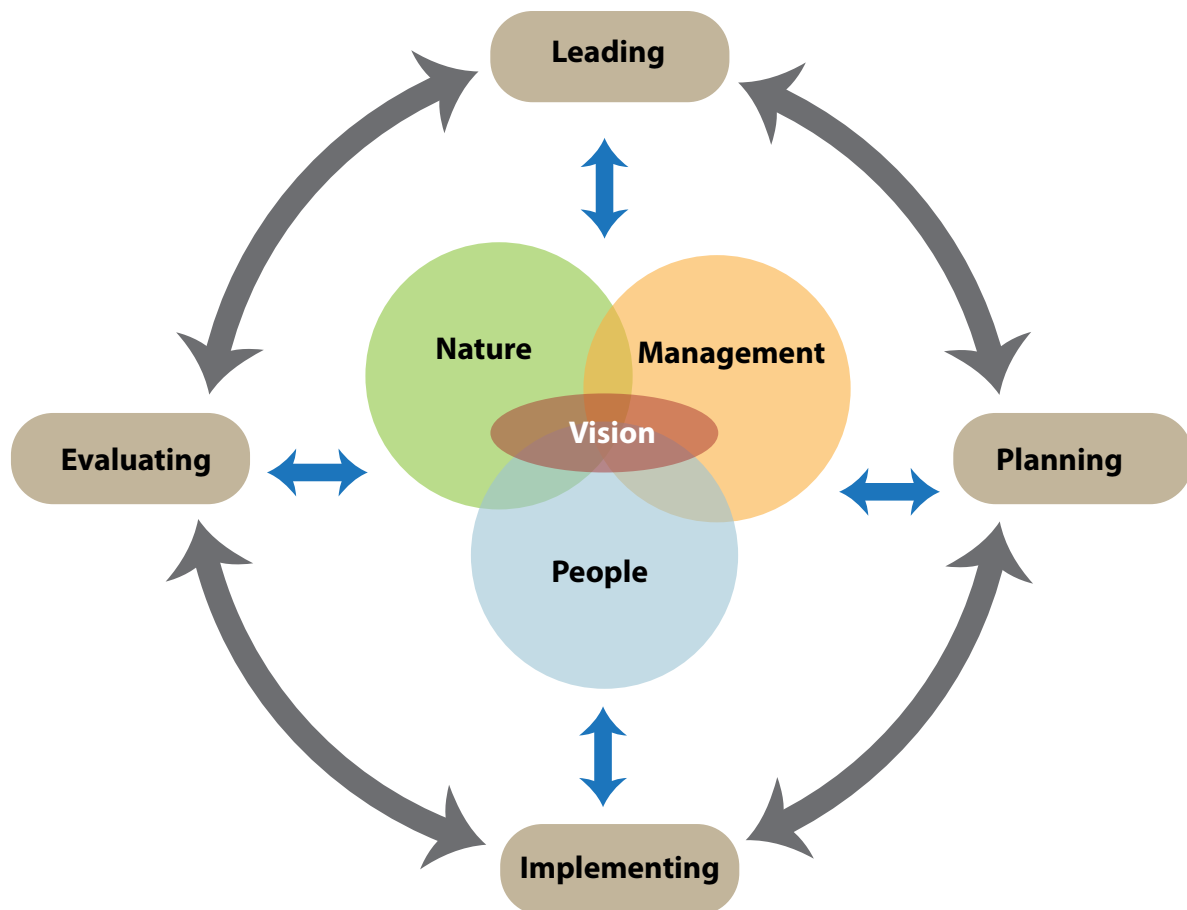 Leading
Nature
Management
Vision
Evaluating
Planning
People
Implementing